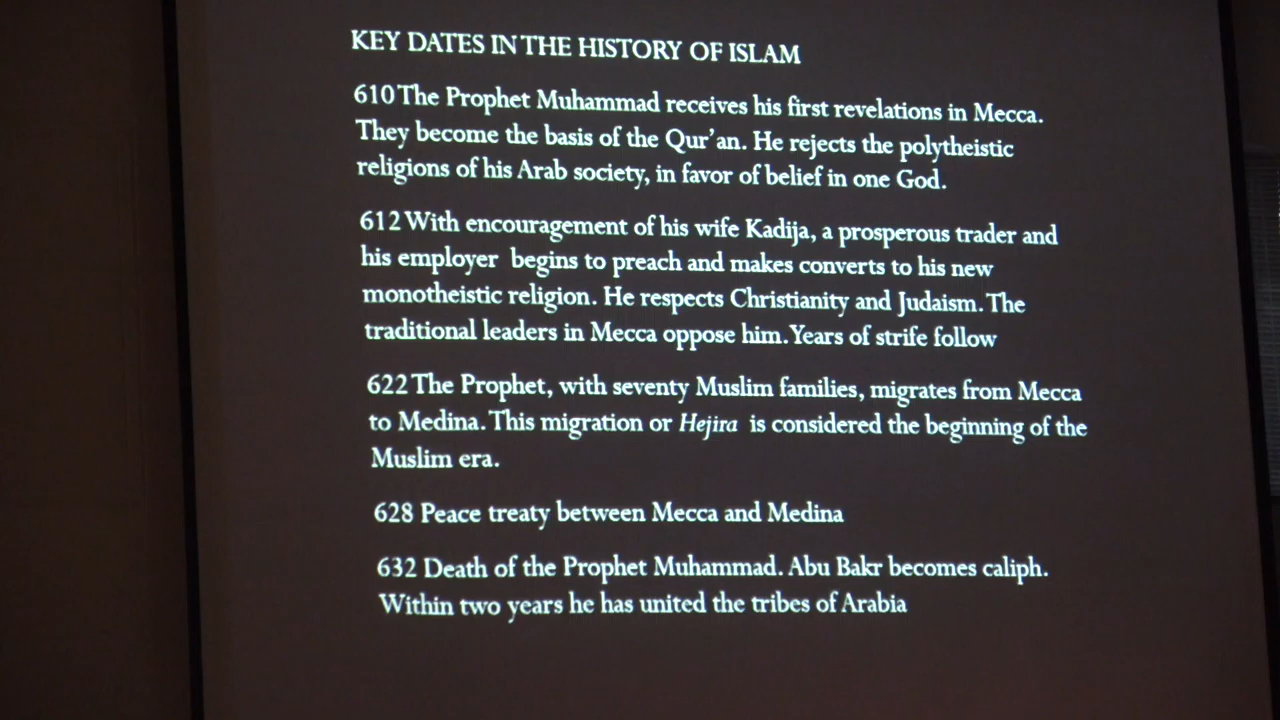 KEY DATES IN THE HISTORY OF ISLAM
610 The Prophet Muhammad receives his first revelations in Mecca.
They become the basis of the Qur’an. He rejects the polytheistic
religions of his Arab society, in favor of belief in one God.
612 With encouragement of his wife Kadija, a prosperous trader and
his employer begins to preach and makes converts to his new
monotheistic religion. He respects Christianity and Judaism. The
traditional leaders in Mecca oppose him. Years of strife follow
622 The Prophet, with seventy Muslim families, migrates from Mecca
to Medina. This migration or Hejira is considered the beginning of the
Muslim era.
628 Peace treaty between Mecca and Medina
632 Death of the Prophet Muhammad. Abu Bakr becomes caliph.
Within two years he has united the tribes of Arabia